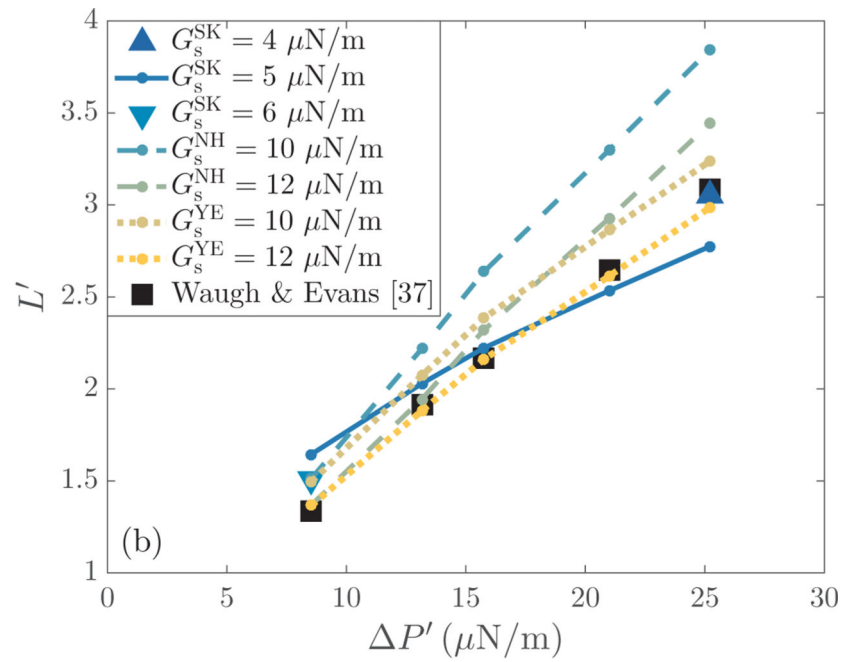 4
3.5
3
2.5
2
1.5
1
L′
G_s^SK = 4 μN/m
G_s^SK = 5 μN/m
G_s^SK = 6 μN/m
G_s^NH = 10 μN/m
G_s^NH = 12 μN/m
G_s^YE = 10 μN/m
G_s^YE = 12 μN/m
Waugh & Evans [37]
(b)
0 5 10 15 20 25 30
ΔP′ (μN/m)